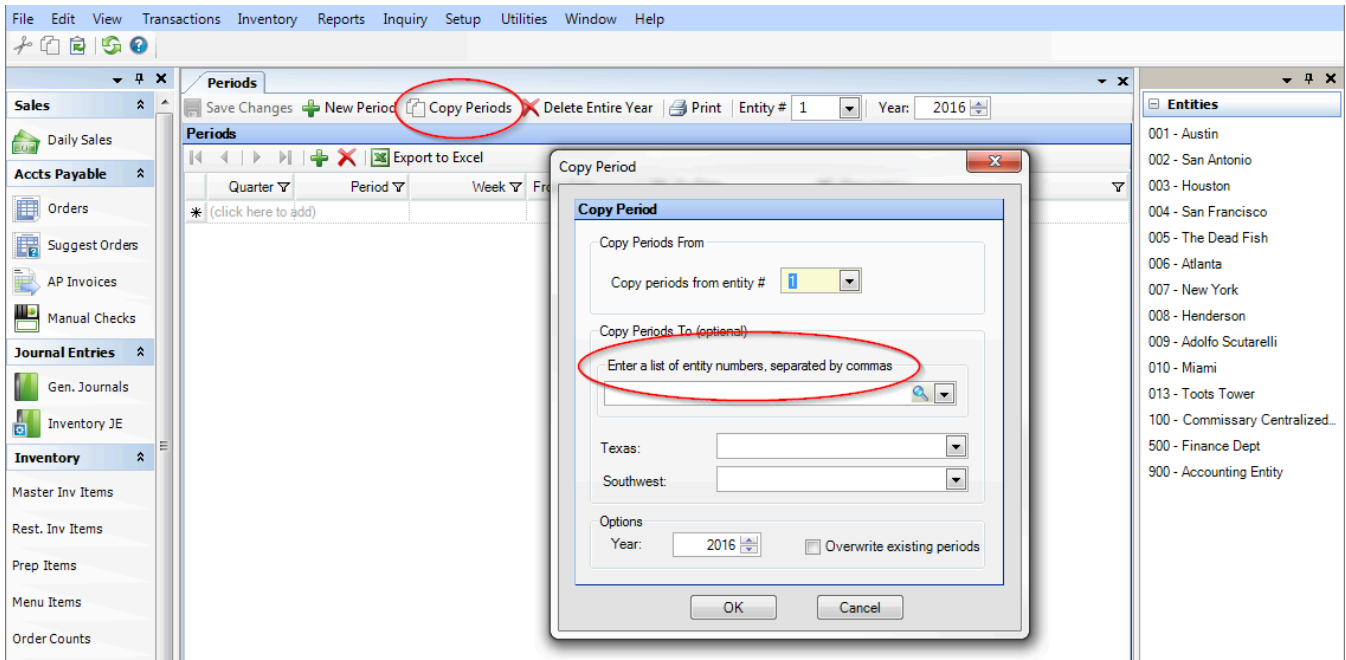 File Edit View Transactions Inventory Reports Inquiry Setup Utilities Window Help
Sales
Daily Sales
Accts Payable
Orders
Suggest Orders
AP Invoices
Manual Checks
Journal Entries
Gen. Journals
Inventory JE
Inventory
Master Inv Items
Rest. Inv Items
Prep Items
Menu Items
Order Counts
Periods
Save Changes New Period Copy Periods Delete Entire Year Print Entity # 1 Year: 2016
Periods
Export to Excel
Quarter Period Week
(click here to add)
Copy Period
Copy Period
Copy Periods From
Copy periods from entity # 1
Copy Periods To (optional)
Enter a list of entity numbers, separated by commas
Texas:
Southwest:
Options
Year: 2016 Overwrite existing periods
OK Cancel
Entities
001 - Austin
002 - San Antonio
003 - Houston
004 - San Francisco
005 - The Dead Fish
006 - Atlanta
007 - New York
008 - Henderson
009 - Adolfo Scutarelli
010 - Miami
013 - Toots Tower
100 - Commissary Centralized...
500 - Finance Dept
900 - Accounting Entity